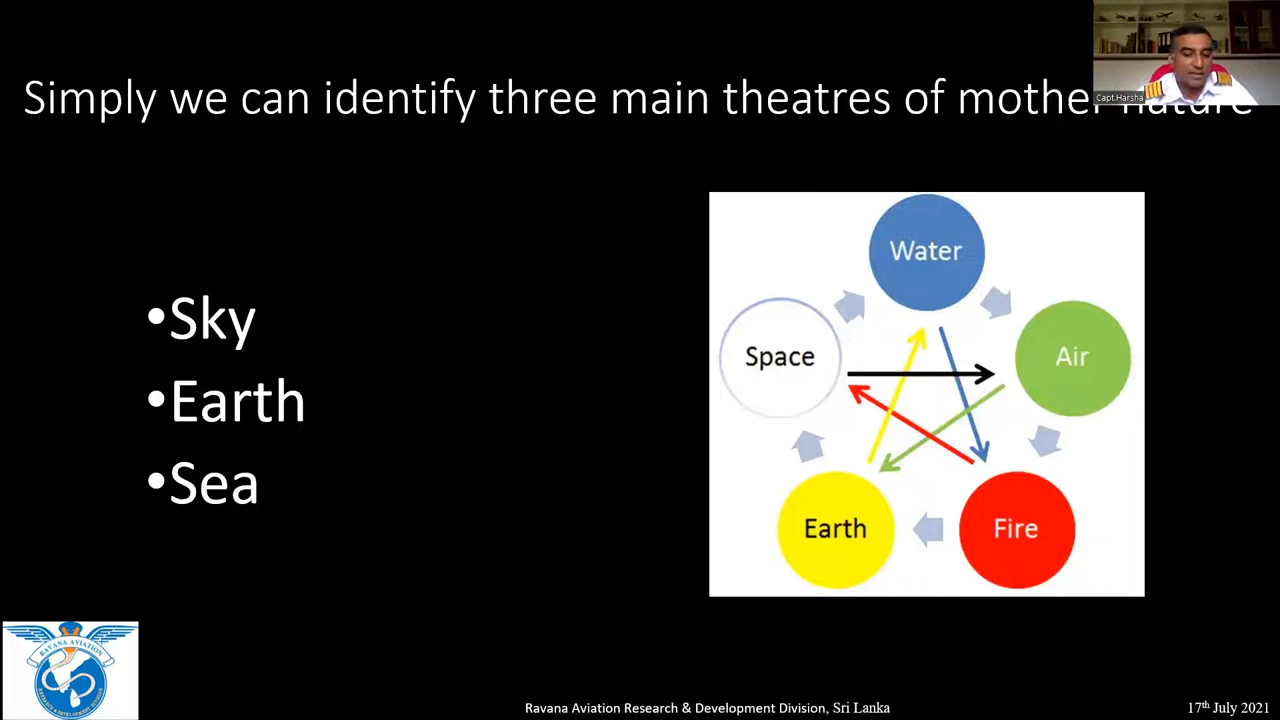 Simply we can identify three main theatres of mother nature
Capt.Harsha
•Sky
•Earth
•Sea
Water
Space
Air
Earth
Fire
RAVANA AVIATION
Ravana Aviation Research & Development Division, Sri Lanka
17th July 2021